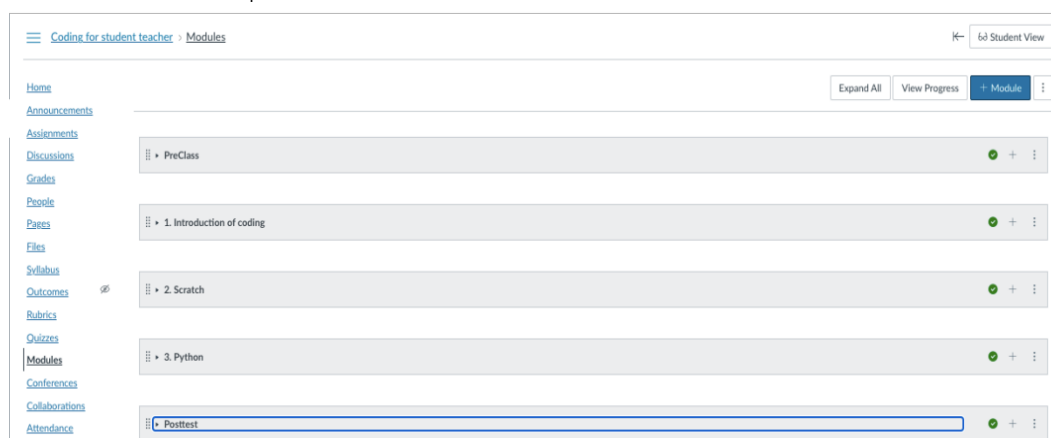 Coding for student teacher > Modules
Student View
Expand All View Progress + Module
Home
Announcements
Assignments
Discussions
Grades
People
Pages
Files
Syllabus
Outcomes
Rubrics
Quizzes
Modules
Conferences
Collaborations
Attendance
PreClass
1. Introduction of coding
2. Scratch
3. Python
Posttest